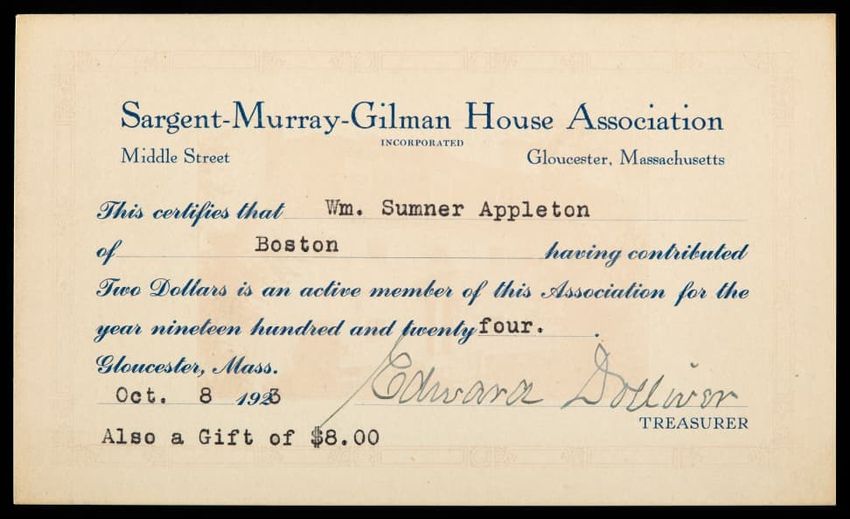 Sargent-Murray-Gilman House Association
INCORPORATED
Middle Street Gloucester, Massachusetts
This certifies that Wm. Sumner Appleton
of Boston having contributed
Two Dollars is an active member of this Association for the
year nineteen hundred and twenty four. .
Gloucester, Mass.
Oct. 8 1923 Edward Dolliver
TREASURER
Also a Gift of $8.00